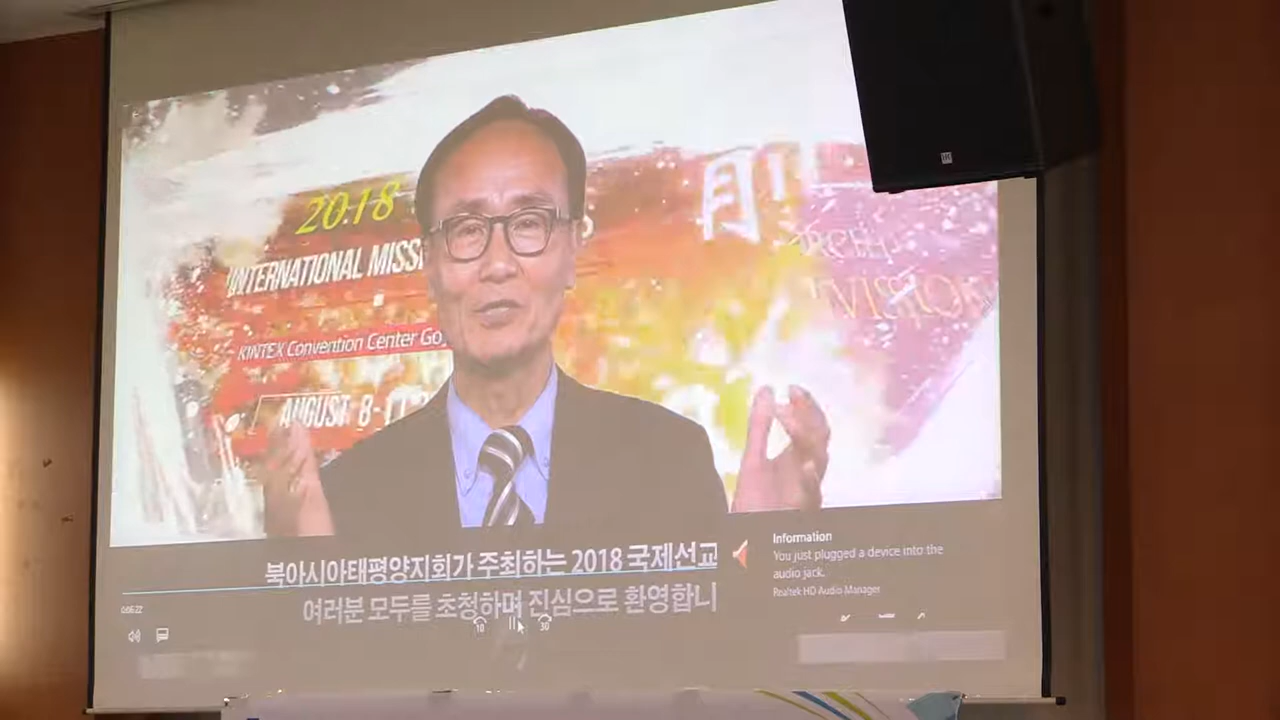 2018
INTERNATIONAL MISSI
KINTEX Convention Center Go
AUGUST 8-11
북아시아태평양지회가 주최하는 2018 국제선교
여러분 모두를 초청하며 진심으로 환영합니
Information
You just plugged a device into the
audio jack.
Realtek HD Audio Manager
0:06:22
10
30